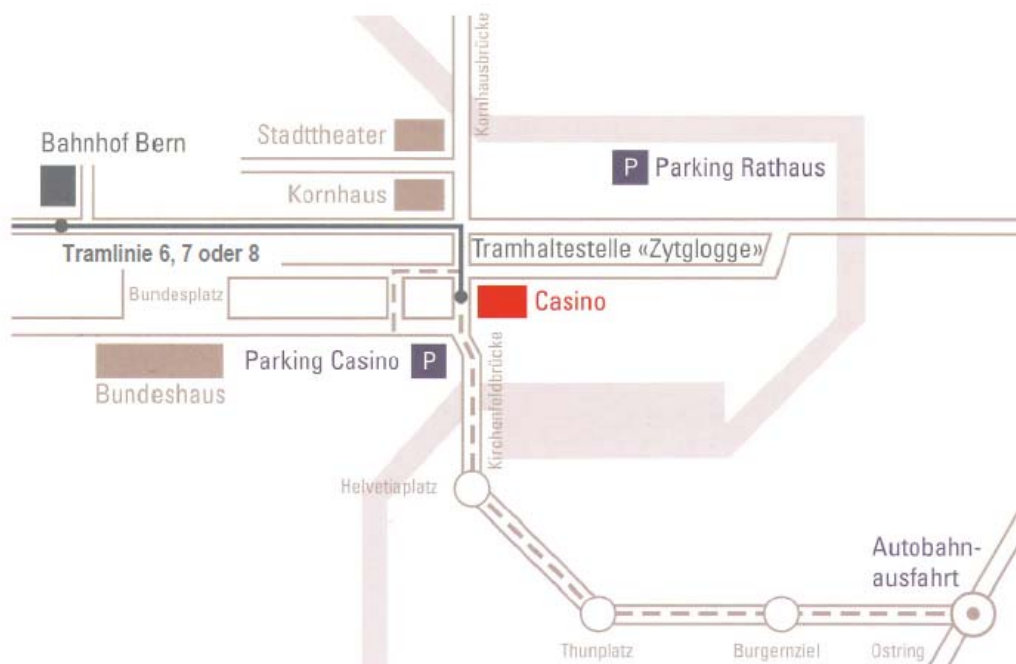 Kornhausbrücke
Stadttheater
Bahnhof Bern
P Parking Rathaus
Kornhaus
Tramlinie 6, 7 oder 8
Tramhaltestelle «Zytglogge»
Bundesplatz
Casino
Parking Casino P
Bundeshaus
Kirchenfeldbrücke
Helvetiaplatz
Autobahn-
ausfahrt
Thunplatz
Burgernziel
Ostring